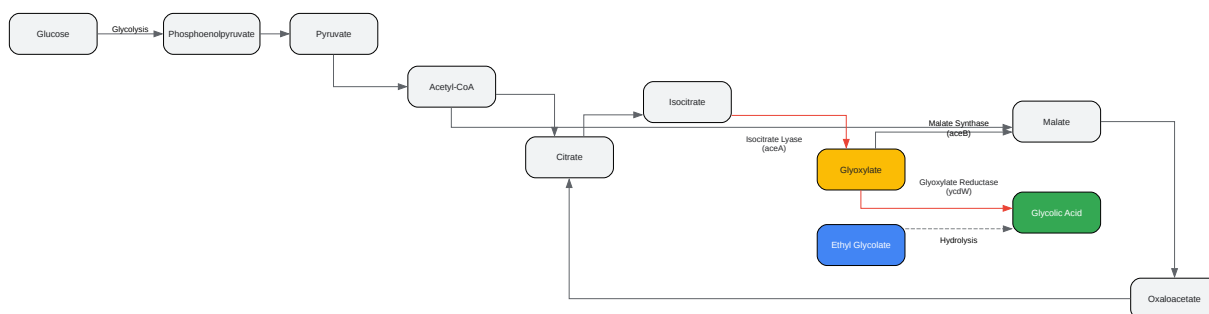 Glucose
Glycolysis
Phosphoenolpyruvate
Pyruvate
Acetyl-CoA
Isocitrate
Citrate
Isocitrate Lyase
(aceA)
Glyoxylate
Malate Synthase
(aceB)
Malate
Glyoxylate Reductase
(ycdW)
Glycolic Acid
Ethyl Glycolate
Hydrolysis
Oxaloacetate